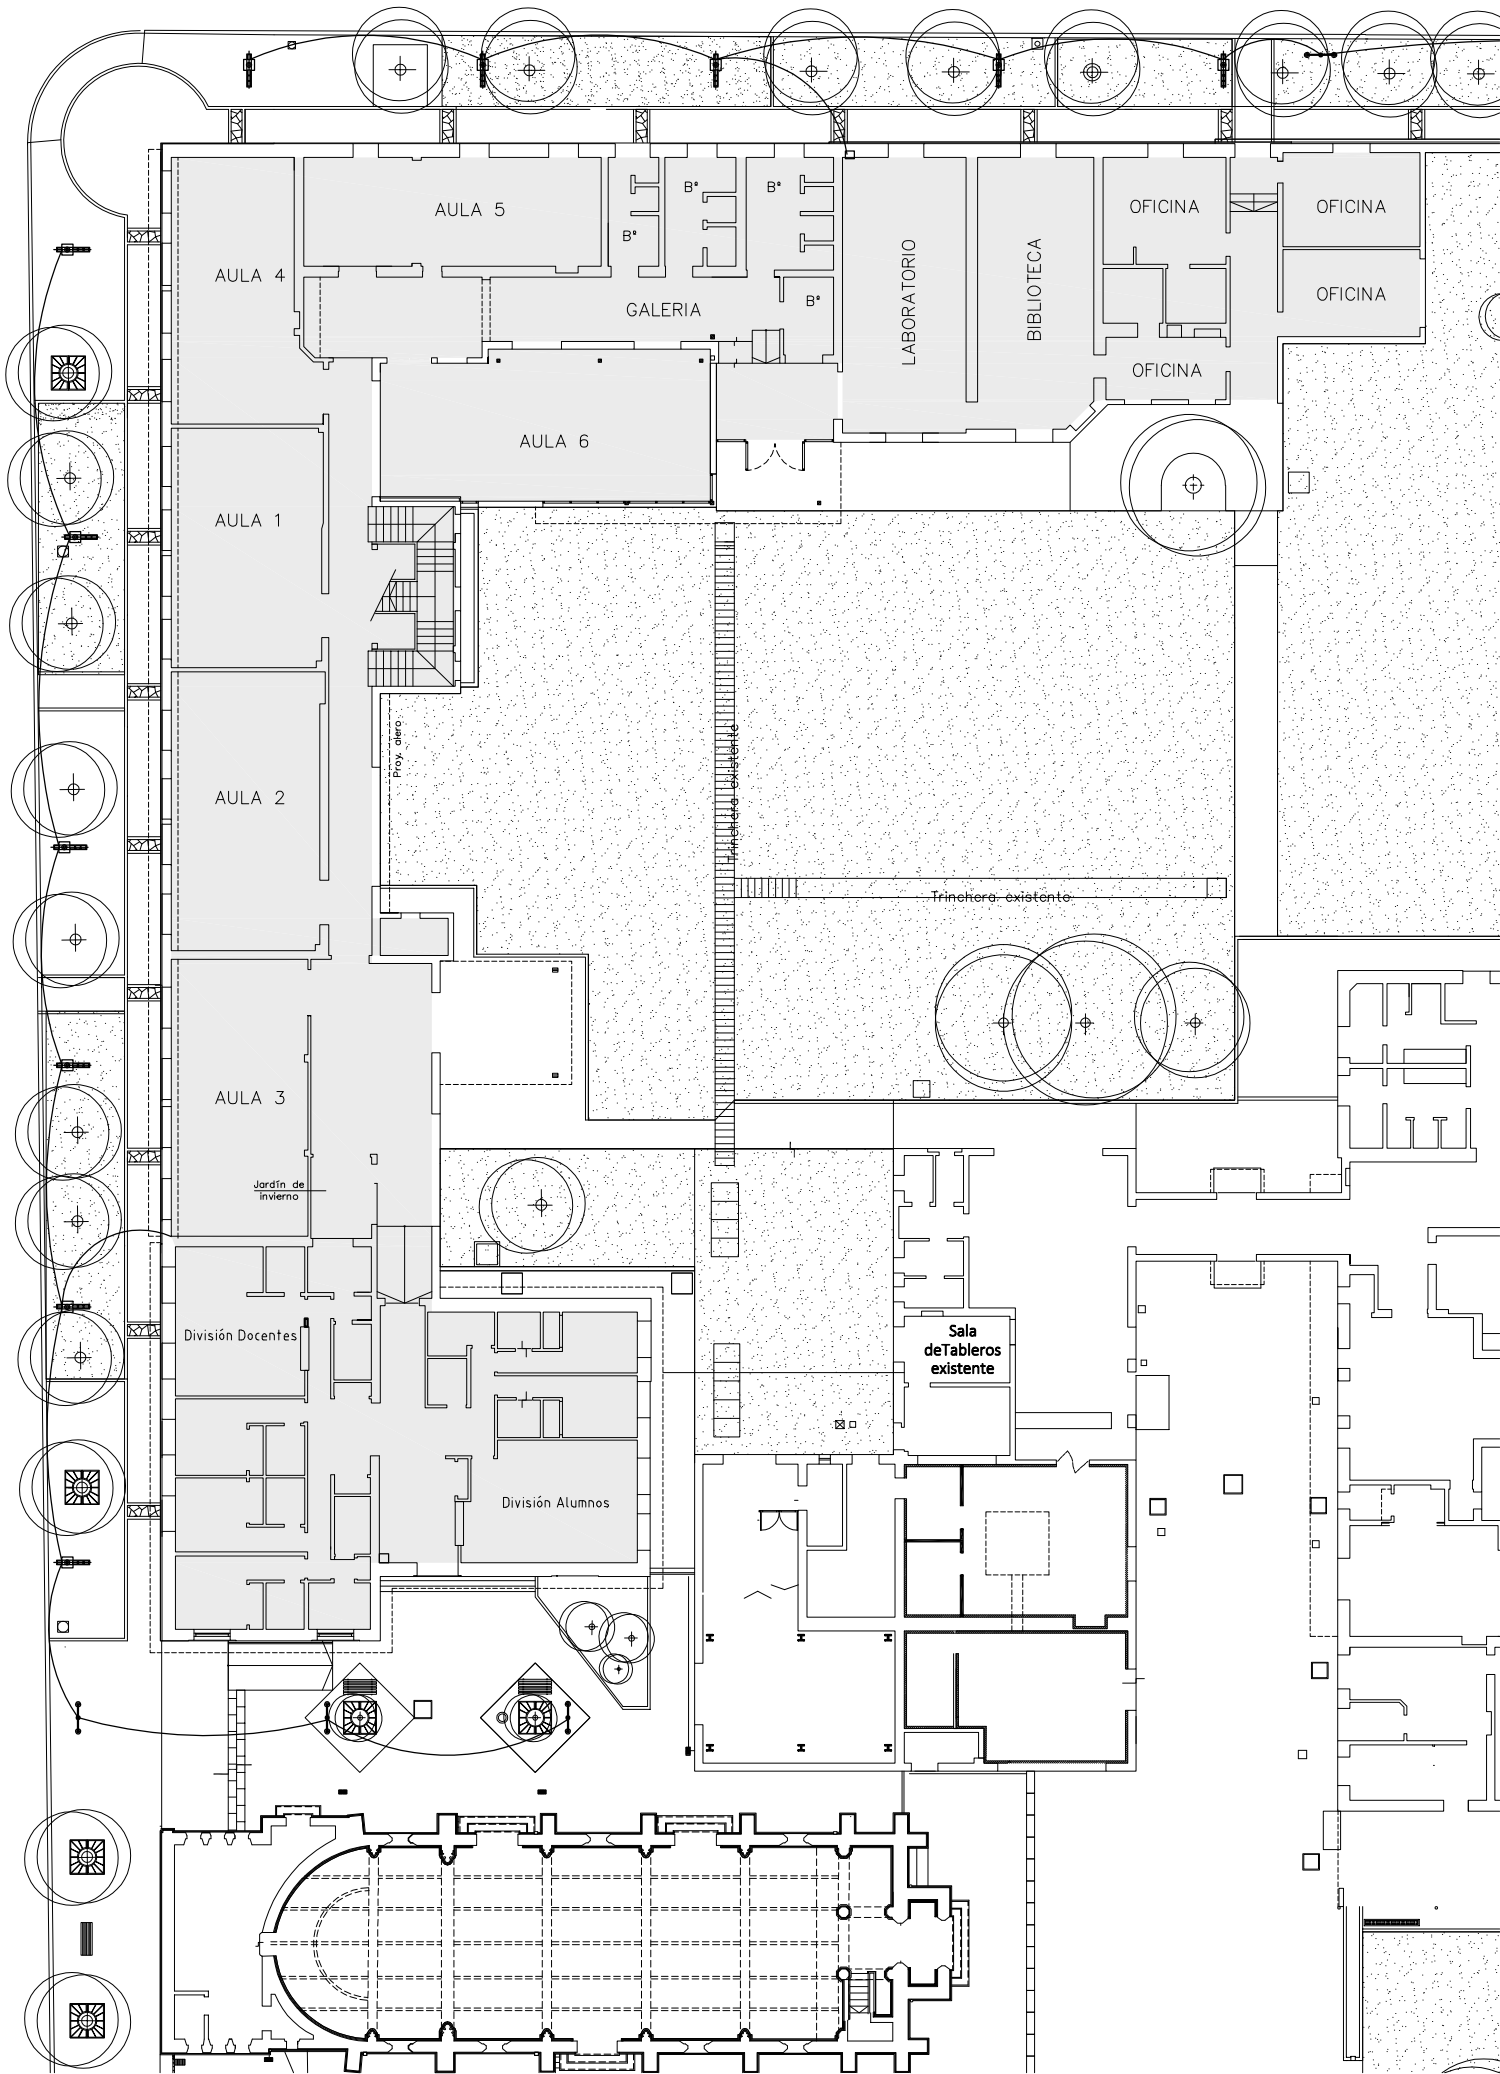 AULA 5
Bº
Bº
Bº
OFICINA
OFICINA
AULA 4
LABORATORIO
BIBLIOTECA
GALERIA
Bº
OFICINA
OFICINA
AULA 6
AULA 1
Proy. alero
Trinchera existente
AULA 2
Trinchera existente
AULA 3
Jardín de
invierno
División Docentes
Sala
deTableros
existente
División Alumnos